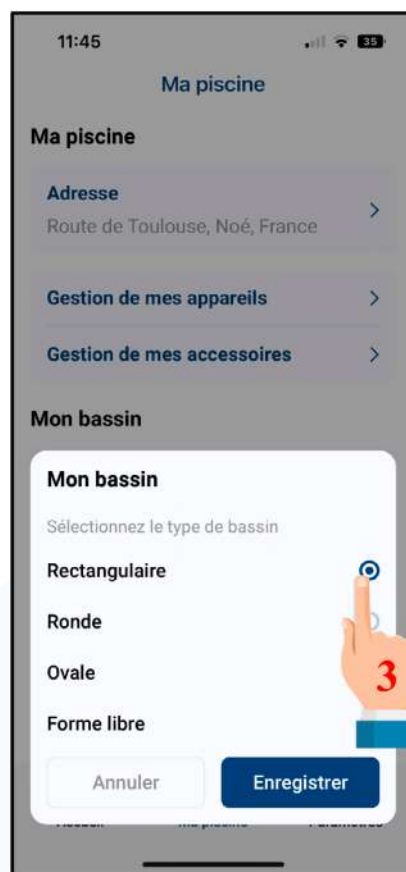 11:45
35
Ma piscine
Ma piscine
Adresse
Route de Toulouse, Noé, France
Gestion de mes appareils
Gestion de mes accessoires
Mon bassin
Mon bassin
Sélectionnez le type de bassin
Rectangulaire
Ronde
Ovale
3
Forme libre
Annuler
Enregistrer